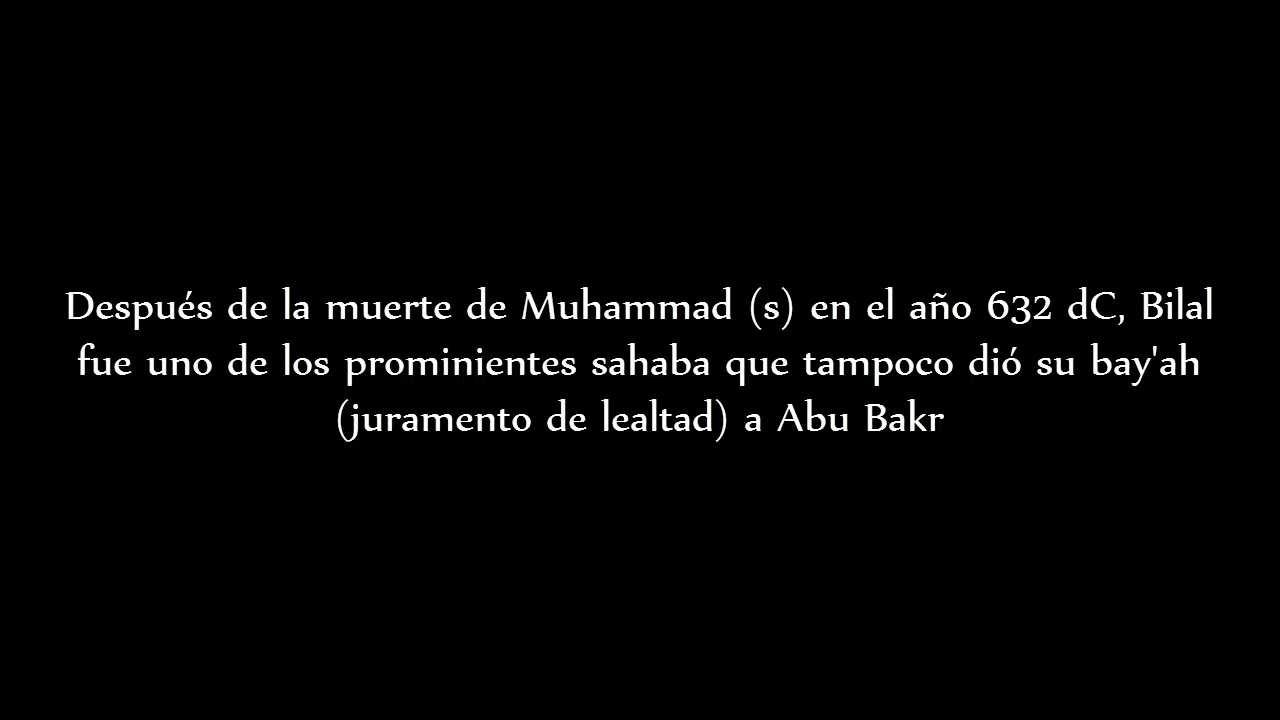 Después de la muerte de Muhammad (s) en el año 632 dC, Bilal
fue uno de los prominientes sahaba que tampoco dió su bay'ah
(juramento de lealtad) a Abu Bakr